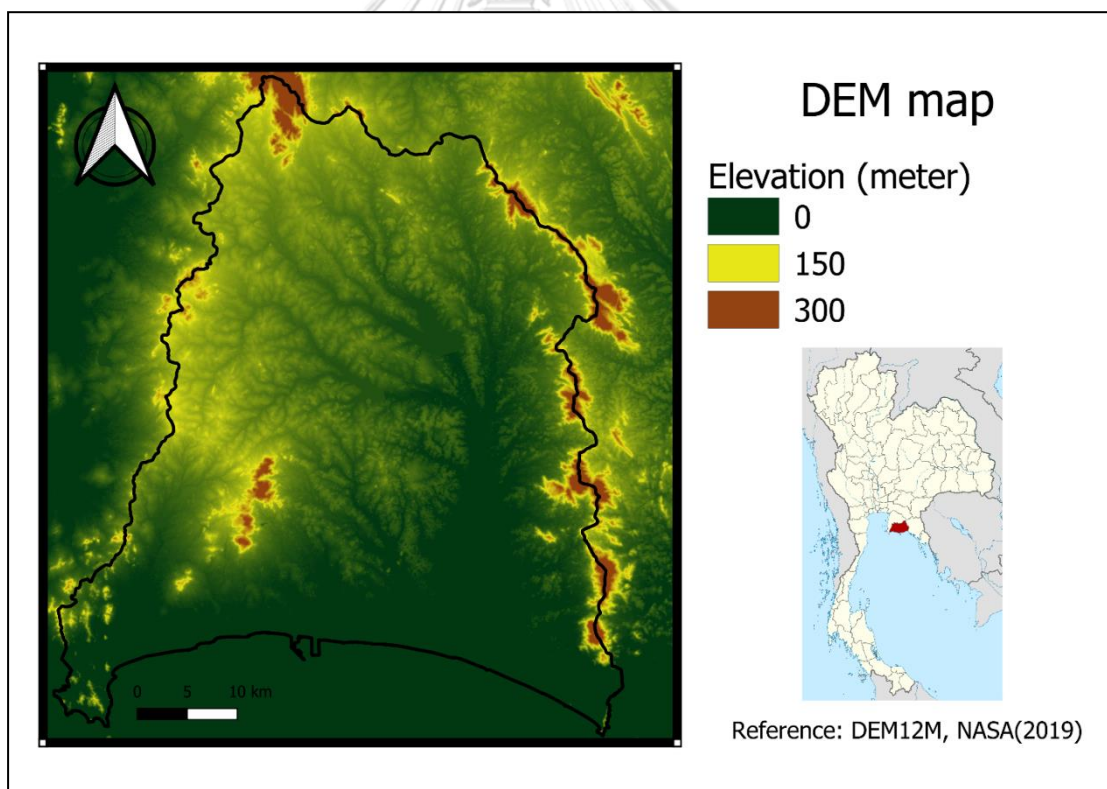 DEM map
Elevation (meter)
0
150
300
0 5 10 km
Reference: DEM12M, NASA(2019)